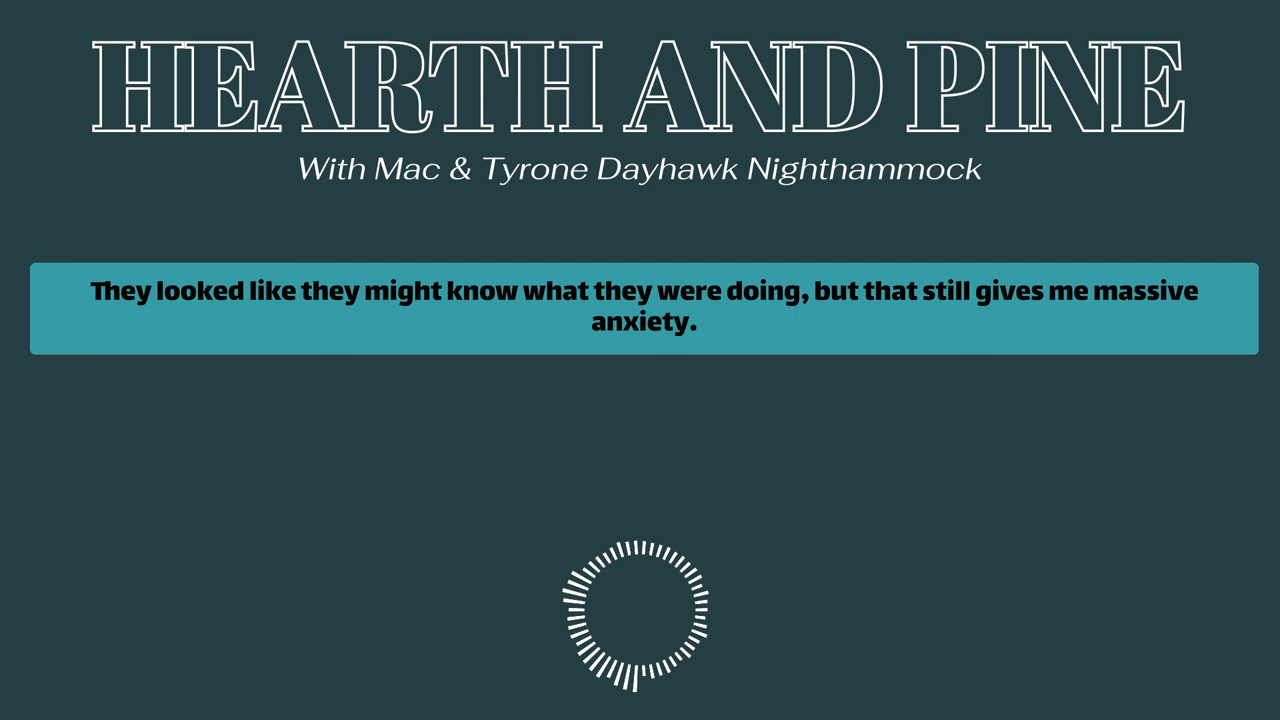 HEARTH AND PINE
With Mac & Tyrone Dayhawk Nighthammock
They looked like they might know what they were doing, but that still gives me massive
anxiety.